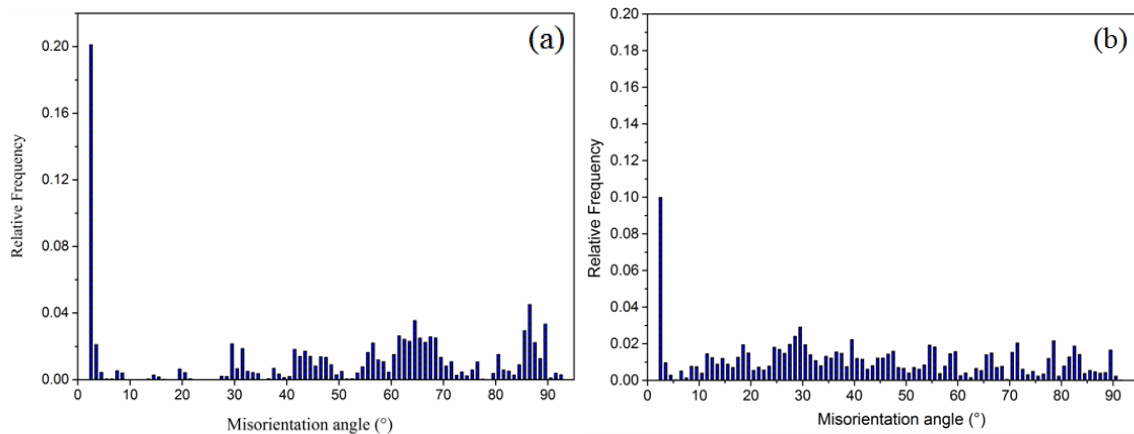 (a)
0.20
0.16
0.12
0.08
0.04
0.00
Relative Frequency
0 10 20 30 40 50 60 70 80 90
Misorientation angle (°)
(b)
0.20
0.18
0.16
0.14
0.12
0.10
0.08
0.06
0.04
0.02
0.00
Relative Frequency
0 10 20 30 40 50 60 70 80 90
Misorientation angle (°)